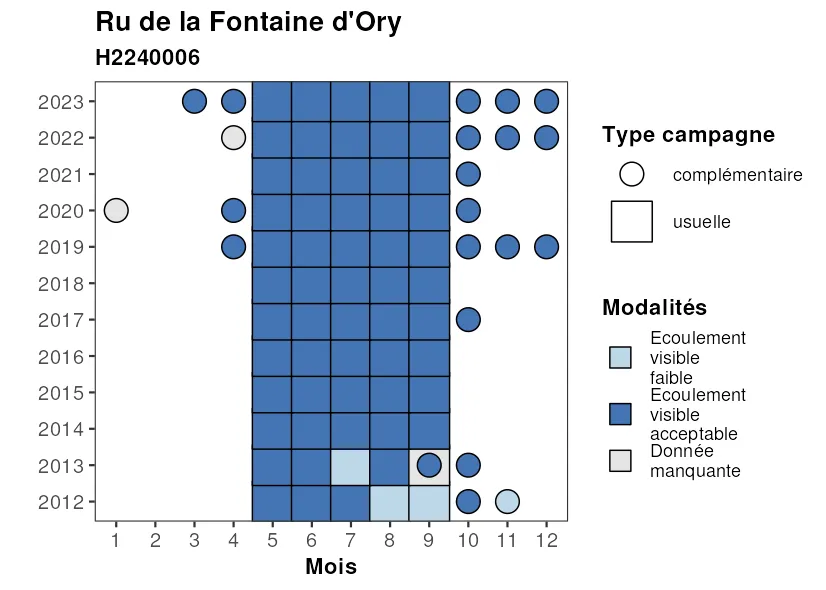 Ru de la Fontaine d'Ory
H2240006
2023
2022
2021
2020
2019
2018
2017
2016
2015
2014
2013
2012
1 2 3 4 5 6 7 8 9 10 11 12
Mois
Type campagne
complémentaire
usuelle
Modalités
Ecoulement
visible
faible
Ecoulement
visible
acceptable
Donnée
manquante